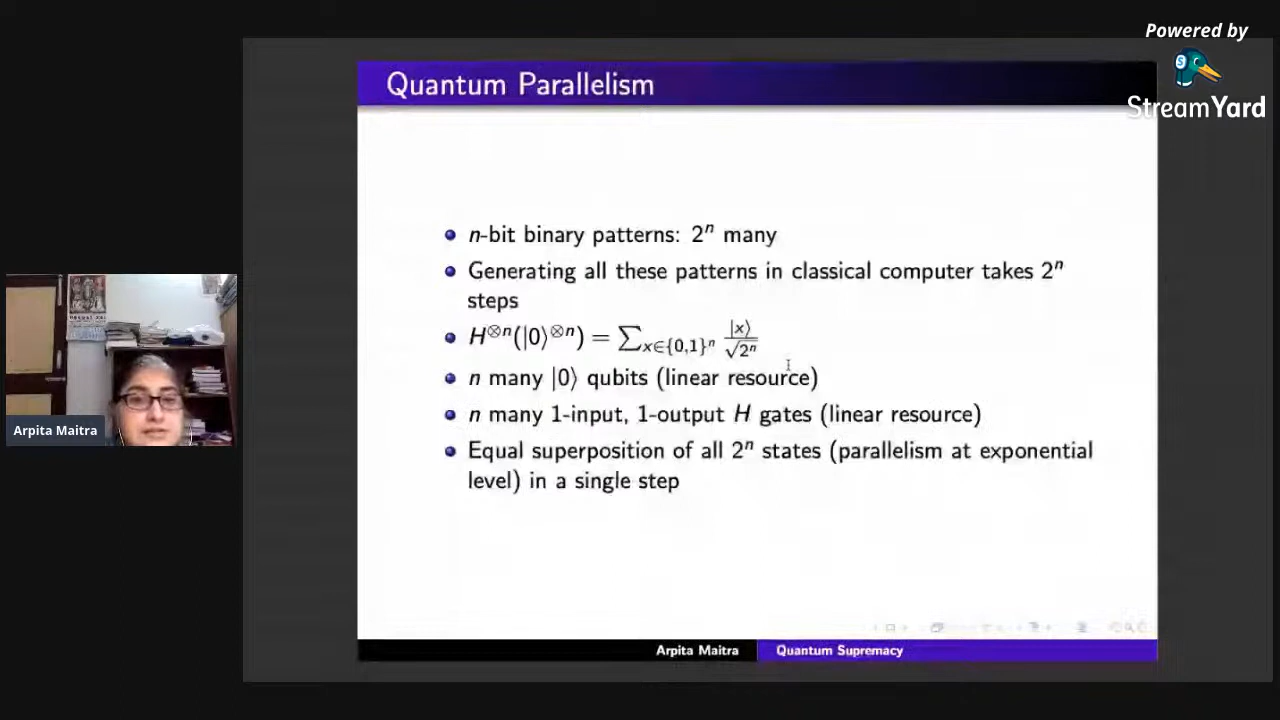 Powered by
StreamYard
Quantum Parallelism
n-bit binary patterns: 2ⁿ many
Generating all these patterns in classical computer takes 2ⁿ
steps
H^{⊗n}(|0⟩^{⊗n}) = ∑_{x∈{0,1}ⁿ} |x⟩/√2ⁿ
n many |0⟩ qubits (linear resource)
n many 1-input, 1-output H gates (linear resource)
Equal superposition of all 2ⁿ states (parallelism at exponential
level) in a single step
Arpita Maitra
Arpita Maitra Quantum Supremacy